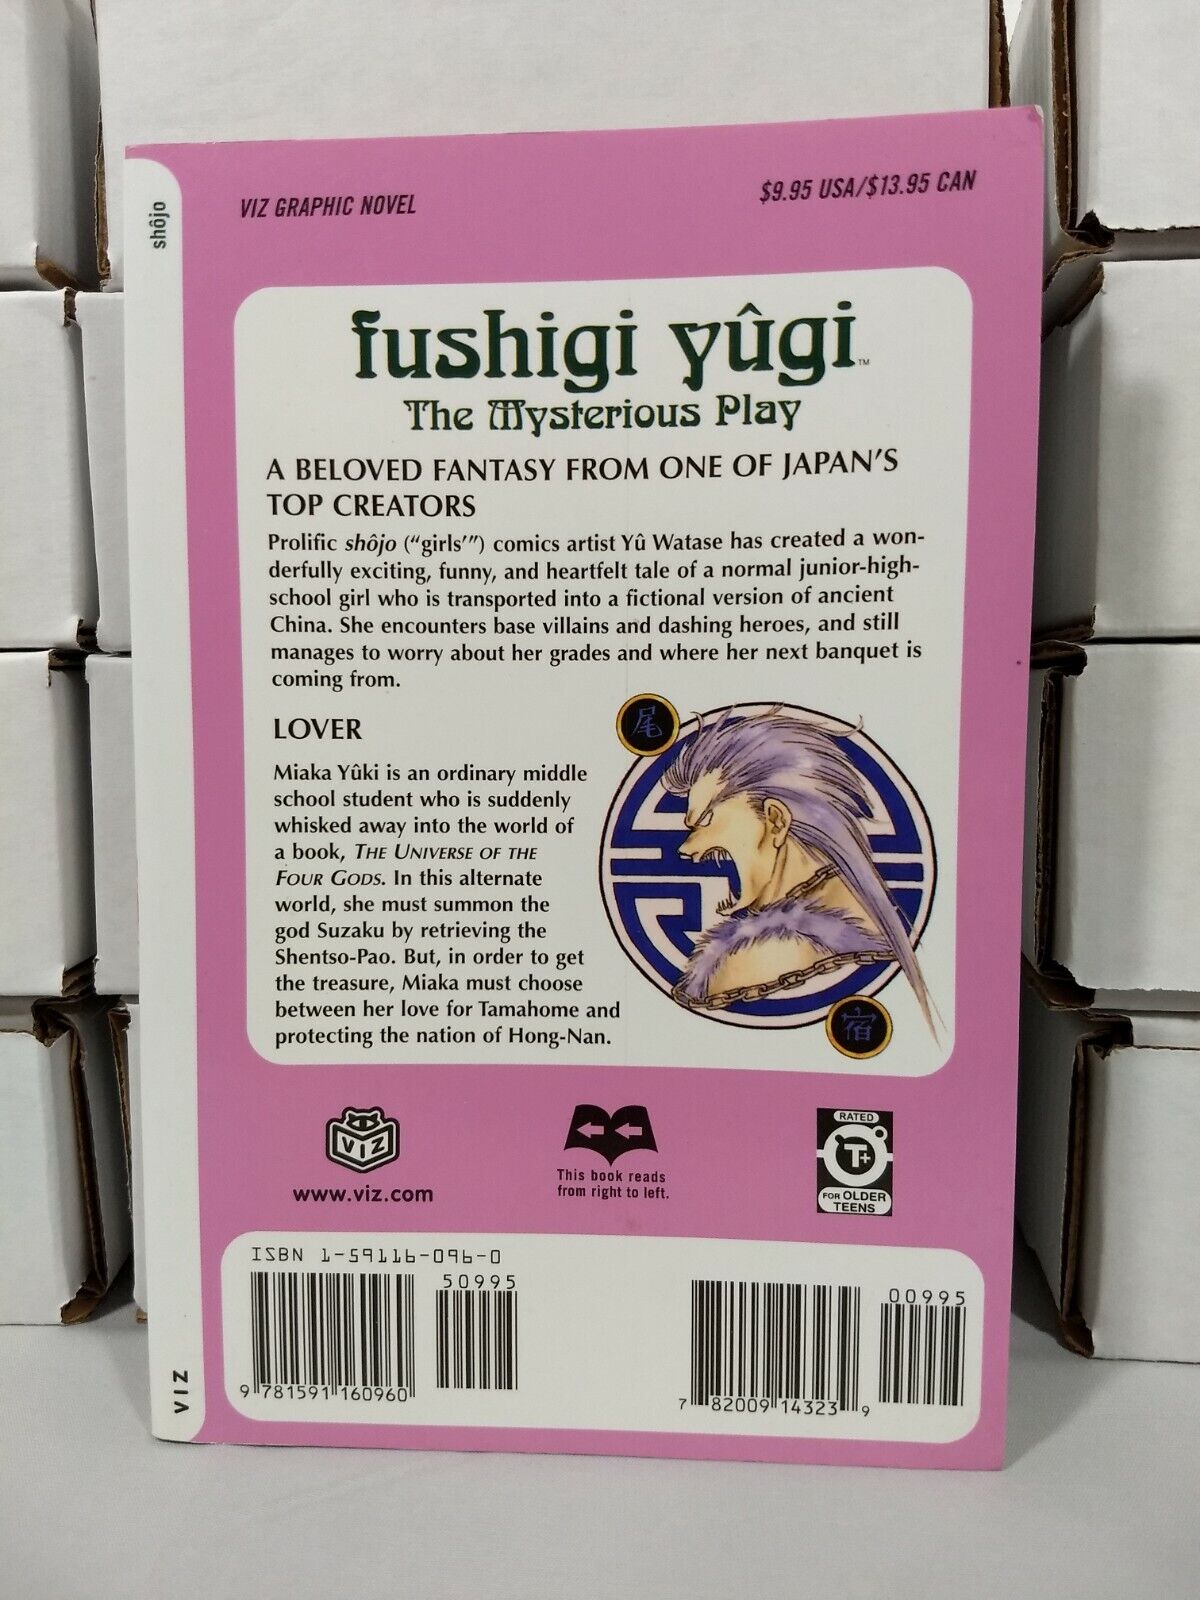 shôjo
VIZ GRAPHIC NOVEL
$9.95 USA/$13.95 CAN
fushigi yûgi™
The Mysterious Play
A BELOVED FANTASY FROM ONE OF JAPAN'S
TOP CREATORS
Prolific shôjo ("girls'") comics artist Yû Watase has created a won-
derfully exciting, funny, and heartfelt tale of a normal junior-high-
school girl who is transported into a fictional version of ancient
China. She encounters base villains and dashing heroes, and still
manages to worry about her grades and where her next banquet is
coming from.
尾
LOVER
Miaka Yûki is an ordinary middle
school student who is suddenly
whisked away into the world of
a book, THE UNIVERSE OF THE
FOUR GODS. In this alternate
world, she must summon the
god Suzaku by retrieving the
Shentso-Pao. But, in order to get
the treasure, Miaka must choose
between her love for Tamahome and
protecting the nation of Hong-Nan.
宿
VIZ
www.viz.com
This book reads
from right to left.
RATED
T+
FOR OLDER
TEENS
ISBN 1-59116-096-0
50995
9 781591 160960
00995
7 82009 14323 9
VIZ